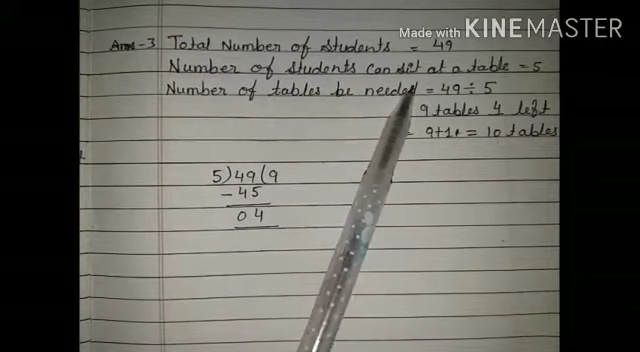 Made with KINEMASTER
Ans-3 Total Number of students = 49
Number of students can sit at a table = 5
Number of tables be needed = 49 ÷ 5
9 tables 4 left
= 9+1 = 10 tables
5) 49 (9
- 45
04